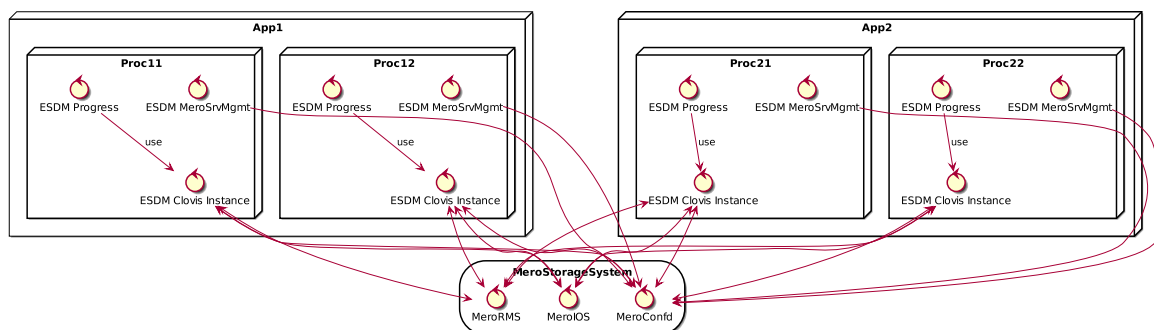 App1
App2
Proc11
Proc12
Proc21
Proc22
ESDM Progress
ESDM MeroSrvMgmt
ESDM Progress
ESDM MeroSrvMgmt
ESDM Progress
ESDM MeroSrvMgmt
ESDM Progress
ESDM MeroSrvMgmt
use
use
use
use
ESDM Clovis Instance
ESDM Clovis Instance
ESDM Clovis Instance
ESDM Clovis Instance
MeroStorageSystem
MeroRMS
MeroIOS
MeroConfd